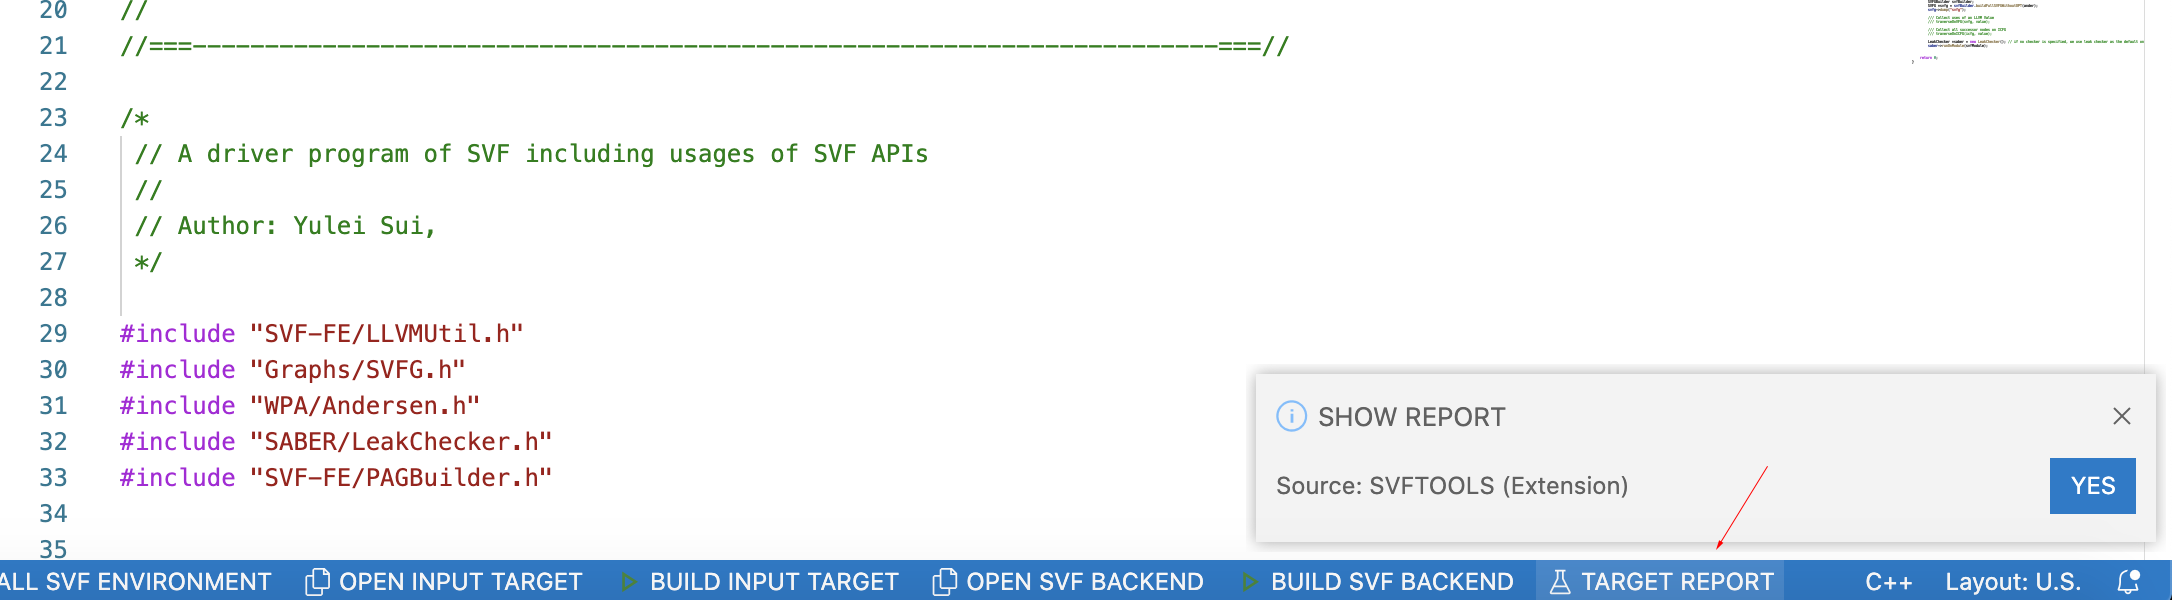 20 //
21 //===-----------------------------------------------------------------------===//
22
23 /*
24 // A driver program of SVF including usages of SVF APIs
25 //
26 // Author: Yulei Sui,
27 */
28
29 #include "SVF-FE/LLVMUtil.h"
30 #include "Graphs/SVFG.h"
31 #include "WPA/Andersen.h"
32 #include "SABER/LeakChecker.h"
33 #include "SVF-FE/PAGBuilder.h"
34
35
SHOW REPORT
Source: SVFTOOLS (Extension)
YES
ALL SVF ENVIRONMENT OPEN INPUT TARGET BUILD INPUT TARGET OPEN SVF BACKEND BUILD SVF BACKEND TARGET REPORT C++ Layout: U.S.